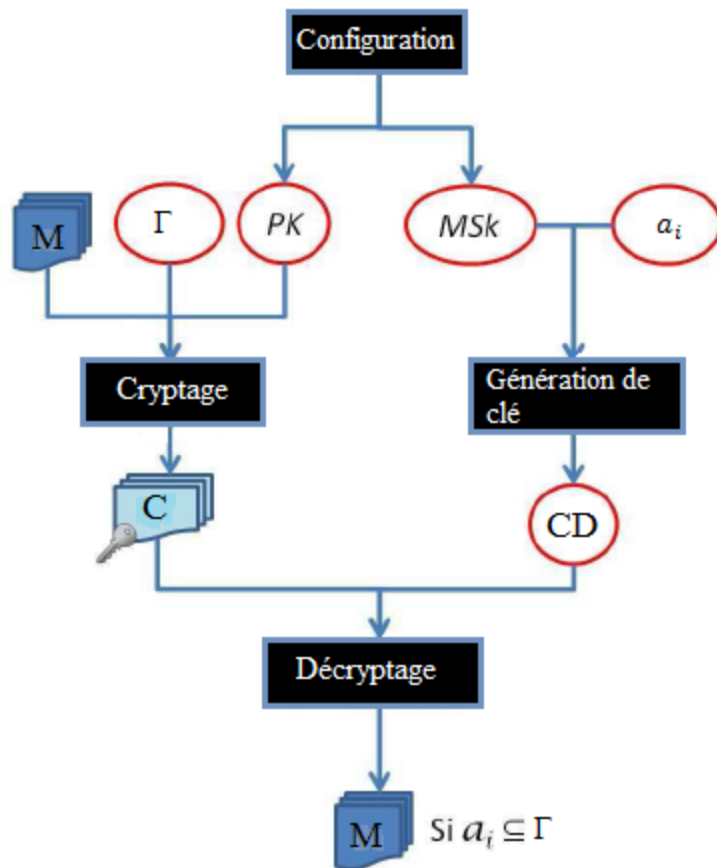 Configuration
M
Γ
PK
MSk
a_i
Cryptage
Génération de
clé
C
CD
Décryptage
M
Si a_i ⊆ Γ